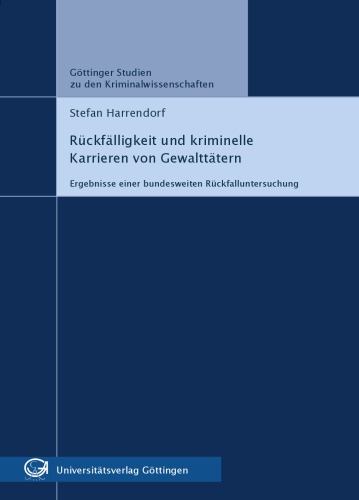 Göttinger Studien
zu den Kriminalwissenschaften
Stefan Harrendorf
Rückfälligkeit und kriminelle
Karrieren von Gewalttätern
Ergebnisse einer bundesweiten Rückfalluntersuchung
Universitätsverlag Göttingen